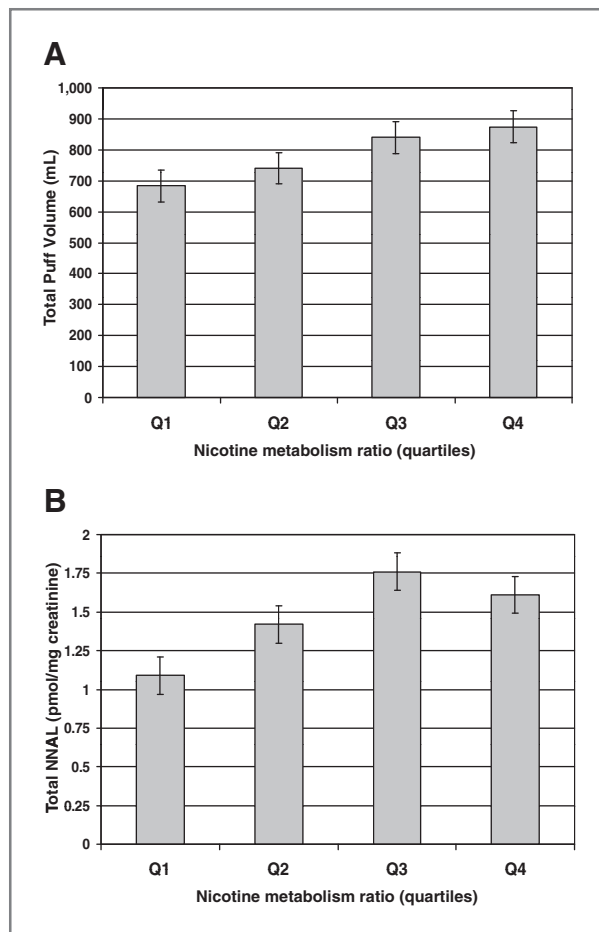 A
Total Puff Volume (mL)
1,000
900
800
700
600
500
400
300
200
100
0
Q1 Q2 Q3 Q4
Nicotine metabolism ratio (quartiles)
B
Total NNAL (pmol/mg creatinine)
2
1.75
1.5
1.25
1
0.75
0.5
0.25
0
Q1 Q2 Q3 Q4
Nicotine metabolism ratio (quartiles)